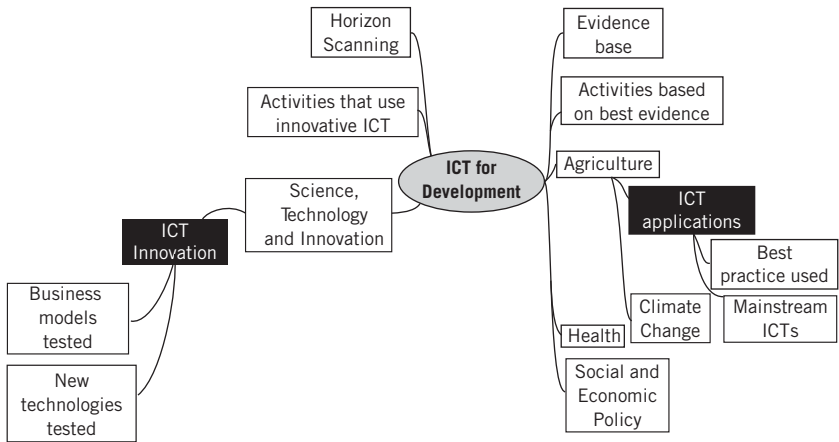 Horizon
Scanning
Activities that use
innovative ICT
Science,
Technology
and Innovation
ICT
Innovation
Business
models
tested
New
technologies
tested
ICT for
Development
Evidence
base
Activities based
on best evidence
Agriculture
ICT
applications
Best
practice used
Mainstream
ICTs
Climate
Change
Health
Social and
Economic
Policy